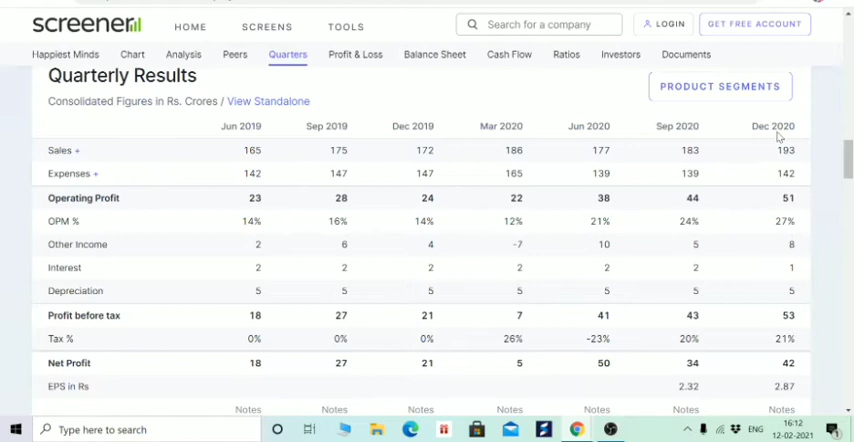 screener
HOME SCREENS TOOLS
Search for a company
LOGIN
GET FREE ACCOUNT
Happiest Minds Chart Analysis Peers Quarters Profit & Loss Balance Sheet Cash Flow Ratios Investors Documents
Quarterly Results
PRODUCT SEGMENTS
Consolidated Figures in Rs. Crores / View Standalone
Jun 2019 Sep 2019 Dec 2019 Mar 2020 Jun 2020 Sep 2020 Dec 2020
Sales + 165 175 172 186 177 183 193
Expenses + 142 147 147 165 139 139 142
Operating Profit 23 28 24 22 38 44 51
OPM % 14% 16% 14% 12% 21% 24% 27%
Other Income 2 6 4 -7 10 5 8
Interest 2 2 2 2 2 2 1
Depreciation 5 5 5 5 5 5 5
Profit before tax 18 27 21 7 41 43 53
Tax % 0% 0% 0% 26% -23% 20% 21%
Net Profit 18 27 21 5 50 34 42
EPS in Rs 2.32 2.87
Notes Notes Notes Notes Notes Notes Notes
Type here to search
ENG
16:12
12-02-2021